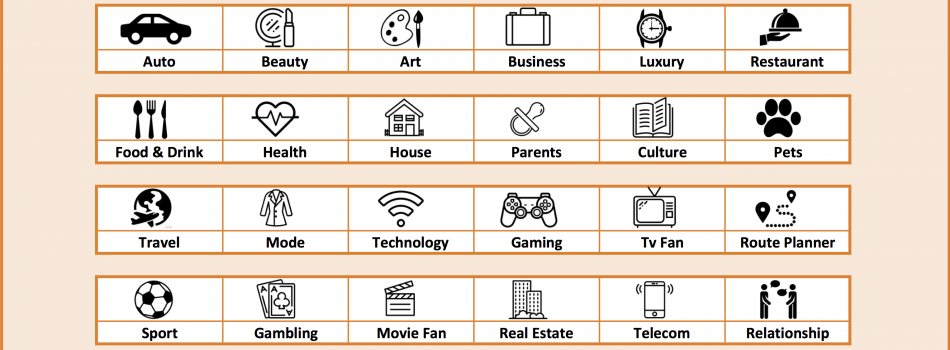 Auto Beauty Art Business Luxury Restaurant
Food & Drink Health House Parents Culture Pets
Travel Mode Technology Gaming Tv Fan Route Planner
A A
Sport Gambling Movie Fan Real Estate Telecom Relationship